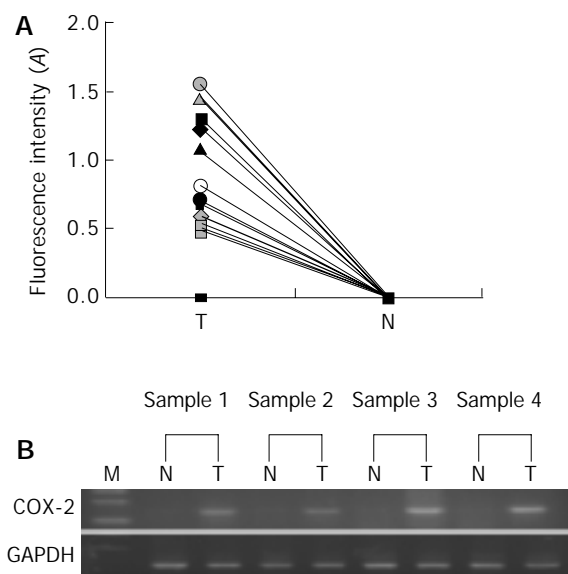 A
Fluorescence intensity (A)
2.0
1.5
1.0
0.5
0.0
T N
Sample 1 Sample 2 Sample 3 Sample 4
B
M N T N T N T N T
COX-2
GAPDH